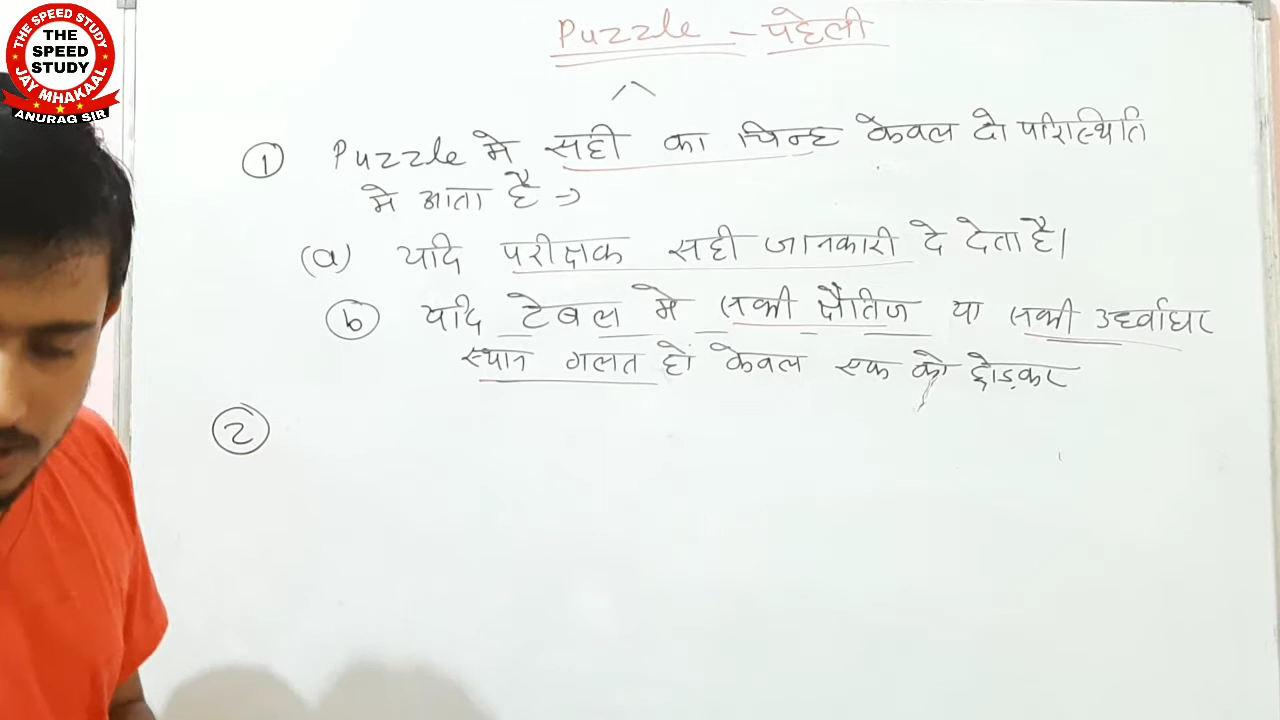 THE SPEED STUDY
THE
SPEED
STUDY
JAY MHAKAAL
ANURAG SIR
Puzzle - पहेली
① Puzzle मे सही का चिन्ह केवल दो परिस्थिति
मे आता है ⇒
(a) यदि परीक्षक सही जानकारी दे देता है।
ⓑ यदि टेबल मे सभी क्षैतिज या सभी उर्ध्वाधर
स्थान गलत हो केवल एक को छोड़कर
②